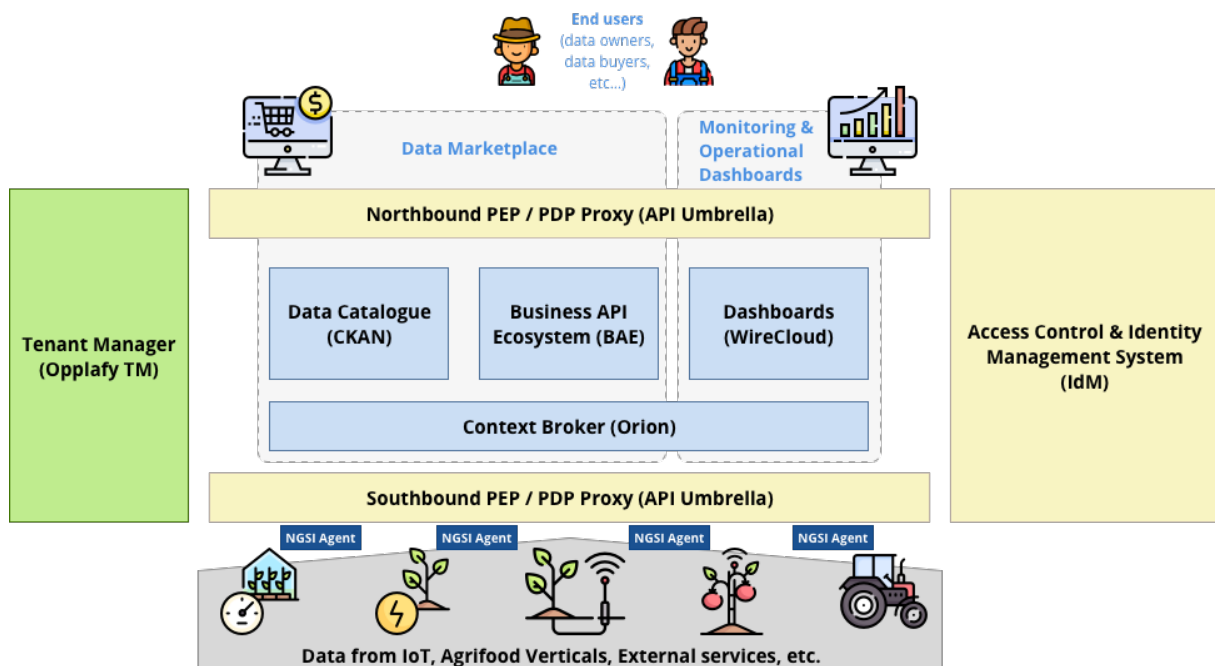 End users
(data owners,
data buyers,
etc...)
$
Data Marketplace
Monitoring &
Operational
Dashboards
Northbound PEP / PDP Proxy (API Umbrella)
Tenant Manager
(Opplafy TM)
Data Catalogue
(CKAN)
Business API
Ecosystem (BAE)
Dashboards
(WireCloud)
Access Control & Identity
Management System
(IdM)
Context Broker (Orion)
Southbound PEP / PDP Proxy (API Umbrella)
NGSI Agent
NGSI Agent
NGSI Agent
NGSI Agent
Data from IoT, Agrifood Verticals, External services, etc.